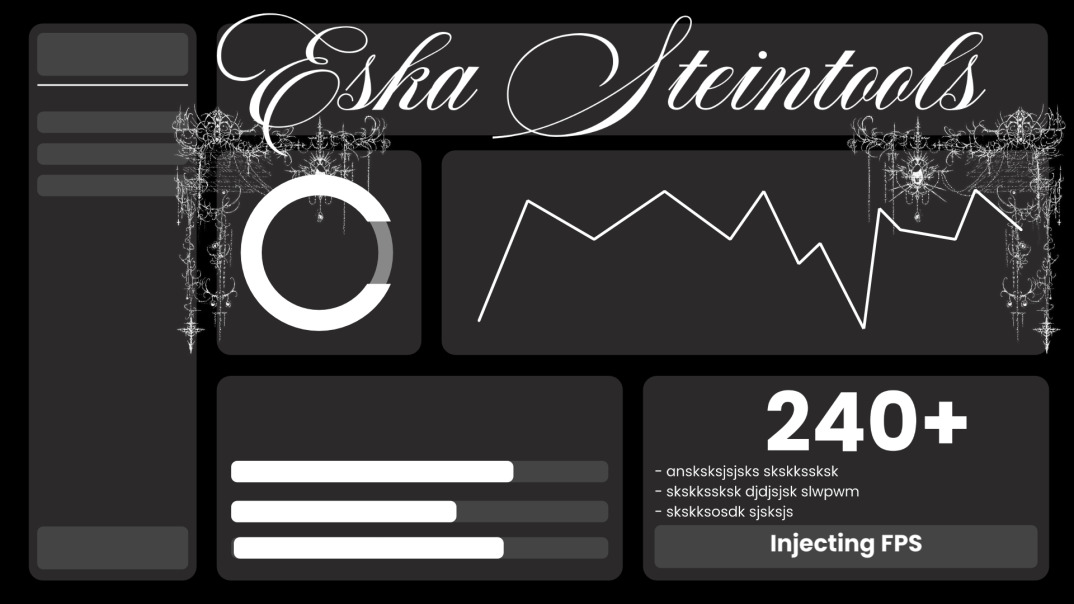 Eska Steintools
240+
- ansksksjsjsks skskkssksk
- skskkssksk djdjsjsk slwpwm
- skskksosdk sjsksjs
Injecting FPS